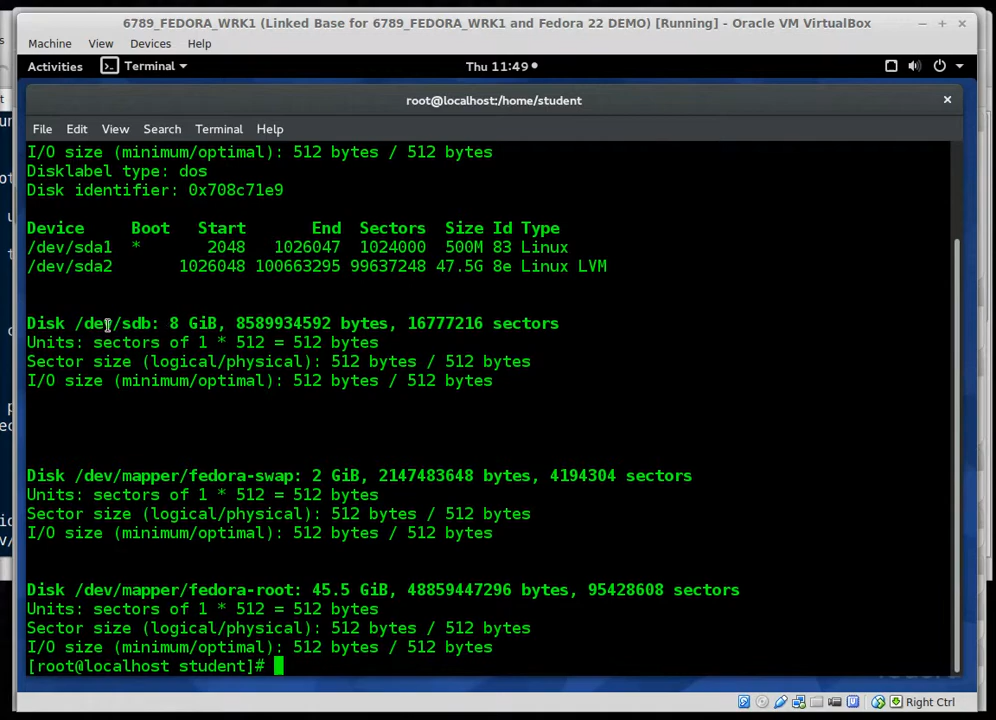 6789_FEDORA_WRK1 (Linked Base for 6789_FEDORA_WRK1 and Fedora 22 DEMO) [Running] - Oracle VM VirtualBox
Machine View Devices Help
Activities Terminal Thu 11:49
root@localhost:/home/student
File Edit View Search Terminal Help
I/O size (minimum/optimal): 512 bytes / 512 bytes
Disklabel type: dos
Disk identifier: 0x708c71e9
Device Boot Start End Sectors Size Id Type
/dev/sda1 * 2048 1026047 1024000 500M 83 Linux
/dev/sda2 1026048 100663295 99637248 47.5G 8e Linux LVM
Disk /dev/sdb: 8 GiB, 8589934592 bytes, 16777216 sectors
Units: sectors of 1 * 512 = 512 bytes
Sector size (logical/physical): 512 bytes / 512 bytes
I/O size (minimum/optimal): 512 bytes / 512 bytes
Disk /dev/mapper/fedora-swap: 2 GiB, 2147483648 bytes, 4194304 sectors
Units: sectors of 1 * 512 = 512 bytes
Sector size (logical/physical): 512 bytes / 512 bytes
I/O size (minimum/optimal): 512 bytes / 512 bytes
Disk /dev/mapper/fedora-root: 45.5 GiB, 48859447296 bytes, 95428608 sectors
Units: sectors of 1 * 512 = 512 bytes
Sector size (logical/physical): 512 bytes / 512 bytes
I/O size (minimum/optimal): 512 bytes / 512 bytes
[root@localhost student]#
Right Ctrl